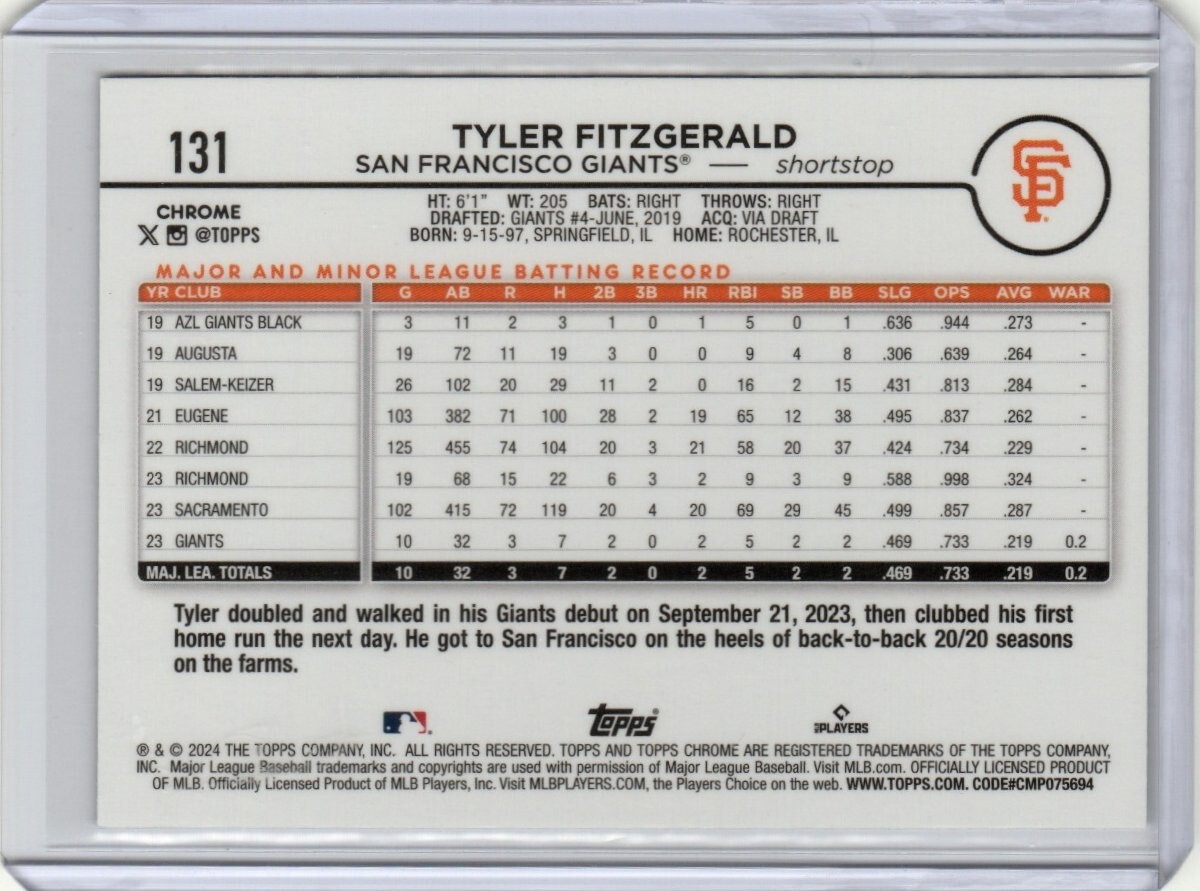 131
TYLER FITZGERALD
SAN FRANCISCO GIANTS® — shortstop
SF
CHROME
@TOPPS
HT: 6'1" WT: 205 BATS: RIGHT THROWS: RIGHT
DRAFTED: GIANTS #4-JUNE, 2019 ACQ: VIA DRAFT
BORN: 9-15-97, SPRINGFIELD, IL HOME: ROCHESTER, IL
MAJOR AND MINOR LEAGUE BATTING RECORD
YR CLUB G AB R H 2B 3B HR RBI SB BB SLG OPS AVG WAR
19 AZL GIANTS BLACK 3 11 2 3 1 0 1 5 0 1 .636 .944 .273 -
19 AUGUSTA 19 72 11 19 3 0 0 9 4 8 .306 .639 .264 -
19 SALEM-KEIZER 26 102 20 29 11 2 0 16 2 15 .431 .813 .284 -
21 EUGENE 103 382 71 100 28 2 19 65 12 38 .495 .837 .262 -
22 RICHMOND 125 455 74 104 20 3 21 58 20 37 .424 .734 .229 -
23 RICHMOND 19 68 15 22 6 3 2 9 3 9 .588 .998 .324 -
23 SACRAMENTO 102 415 72 119 20 4 20 69 29 45 .499 .857 .287 -
23 GIANTS 10 32 3 7 2 0 2 5 2 2 .469 .733 .219 0.2
MAJ. LEA. TOTALS 10 32 3 7 2 0 2 5 2 2 .469 .733 .219 0.2
Tyler doubled and walked in his Giants debut on September 21, 2023, then clubbed his first
home run the next day. He got to San Francisco on the heels of back-to-back 20/20 seasons
on the farms.
Topps®
PLAYERS
® & © 2024 THE TOPPS COMPANY, INC. ALL RIGHTS RESERVED. TOPPS AND TOPPS CHROME ARE REGISTERED TRADEMARKS OF THE TOPPS COMPANY,
INC. Major League Baseball trademarks and copyrights are used with permission of Major League Baseball. Visit MLB.com. OFFICIALLY LICENSED PRODUCT
OF MLB. Officially Licensed Product of MLB Players, Inc. Visit MLBPLAYERS.COM, the Players Choice on the web. WWW.TOPPS.COM. CODE#CMP075694